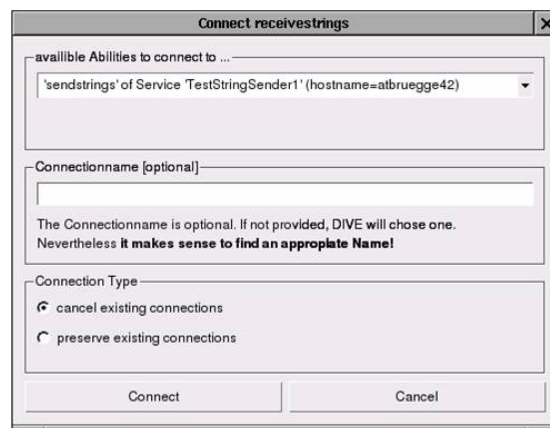 Connect receivestrings
availible Abilities to connect to ...
'sendstrings' of Service 'TestStringSender1' (hostname=atbruegge42)
Connectionname [optional]
The Connectionname is optional. If not provided, DIVE will chose one.
Nevertheless it makes sense to find an appropiate Name!
Connection Type
cancel existing connections
preserve existing connections
Connect
Cancel